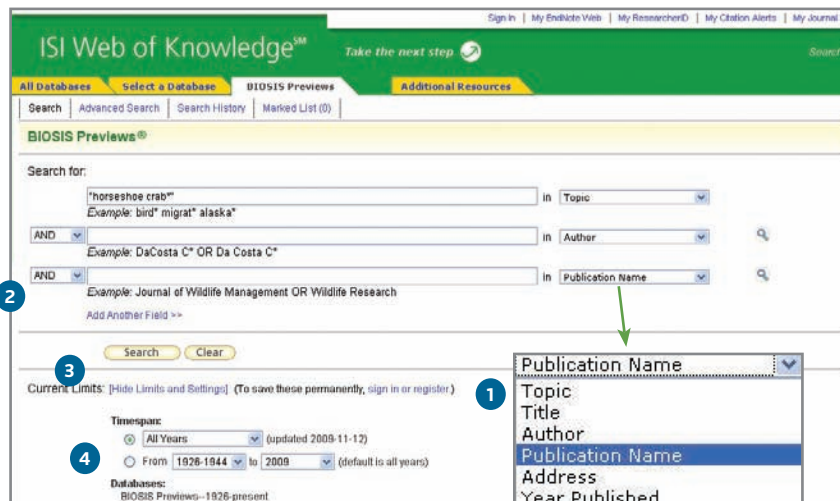 Sign In | My EndNote Web | My ResearcherID | My Citation Alerts | My Journal
ISI Web of Knowledge℠ Take the next step
Search
All Databases Select a Database BIOSIS Previews Additional Resources
Search Advanced Search Search History Marked List (0)
BIOSIS Previews®
Search for:
"horseshoe crab*" in Topic
Example: bird* migrat* alaska*
AND in Author
Example: DaCosta C* OR Da Costa C*
AND in Publication Name
2
Example: Journal of Wildlife Management OR Wildlife Research
Add Another Field >>
Search Clear
3
Current Limits: [Hide Limits and Settings] (To save these permanently, sign in or register.)
Timespan:
All Years (updated 2009-11-12)
4
From 1926-1944 to 2009 (default is all years)
Databases:
BIOSIS Previews--1926-present
Publication Name
1
Topic
Title
Author
Publication Name
Address
Year Published